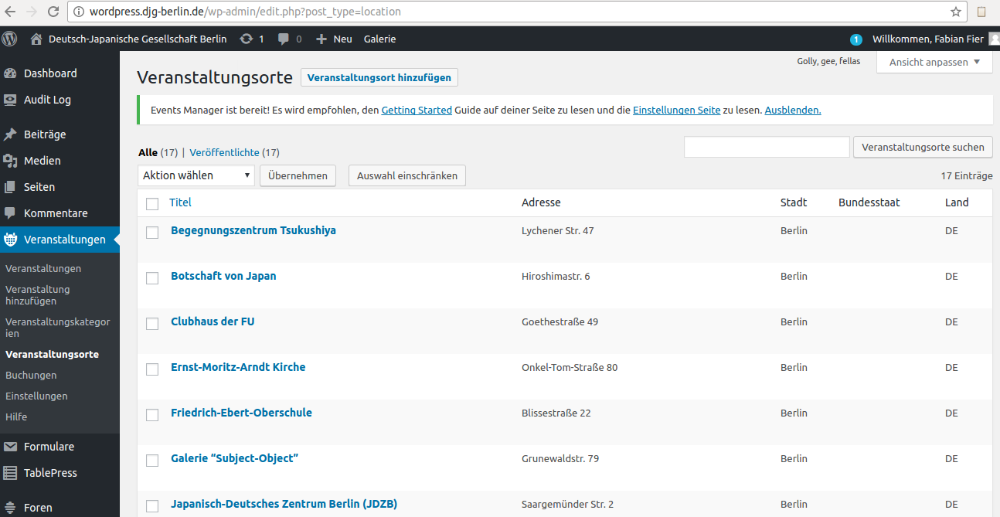 wordpress.djg-berlin.de/wp-admin/edit.php?post_type=location
Deutsch-Japanische Gesellschaft Berlin 1 0 Neu Galerie 1 Willkommen, Fabian Fier
Golly, gee, fellas
Ansicht anpassen
Dashboard
Audit Log
Beiträge
Medien
Seiten
Kommentare
Veranstaltungen
Veranstaltungen
Veranstaltung
hinzufügen
Veranstaltungskategor
ien
Veranstaltungsorte
Buchungen
Einstellungen
Hilfe
Formulare
TablePress
Foren
Veranstaltungsorte Veranstaltungsort hinzufügen
Events Manager ist bereit! Es wird empfohlen, den Getting Started Guide auf deiner Seite zu lesen und die Einstellungen Seite zu lesen. Ausblenden.
Alle (17) | Veröffentlichte (17)
Veranstaltungsorte suchen
Aktion wählen Übernehmen Auswahl einschränken 17 Einträge
Titel Adresse Stadt Bundesstaat Land
Begegnungszentrum Tsukushiya Lychener Str. 47 Berlin DE
Botschaft von Japan Hiroshimastr. 6 Berlin DE
Clubhaus der FU Goethestraße 49 Berlin DE
Ernst-Moritz-Arndt Kirche Onkel-Tom-Straße 80 Berlin DE
Friedrich-Ebert-Oberschule Blissestraße 22 Berlin DE
Galerie “Subject-Object” Grunewaldstr. 79 Berlin DE
Japanisch-Deutsches Zentrum Berlin (JDZB) Saargemünder Str. 2 Berlin DE